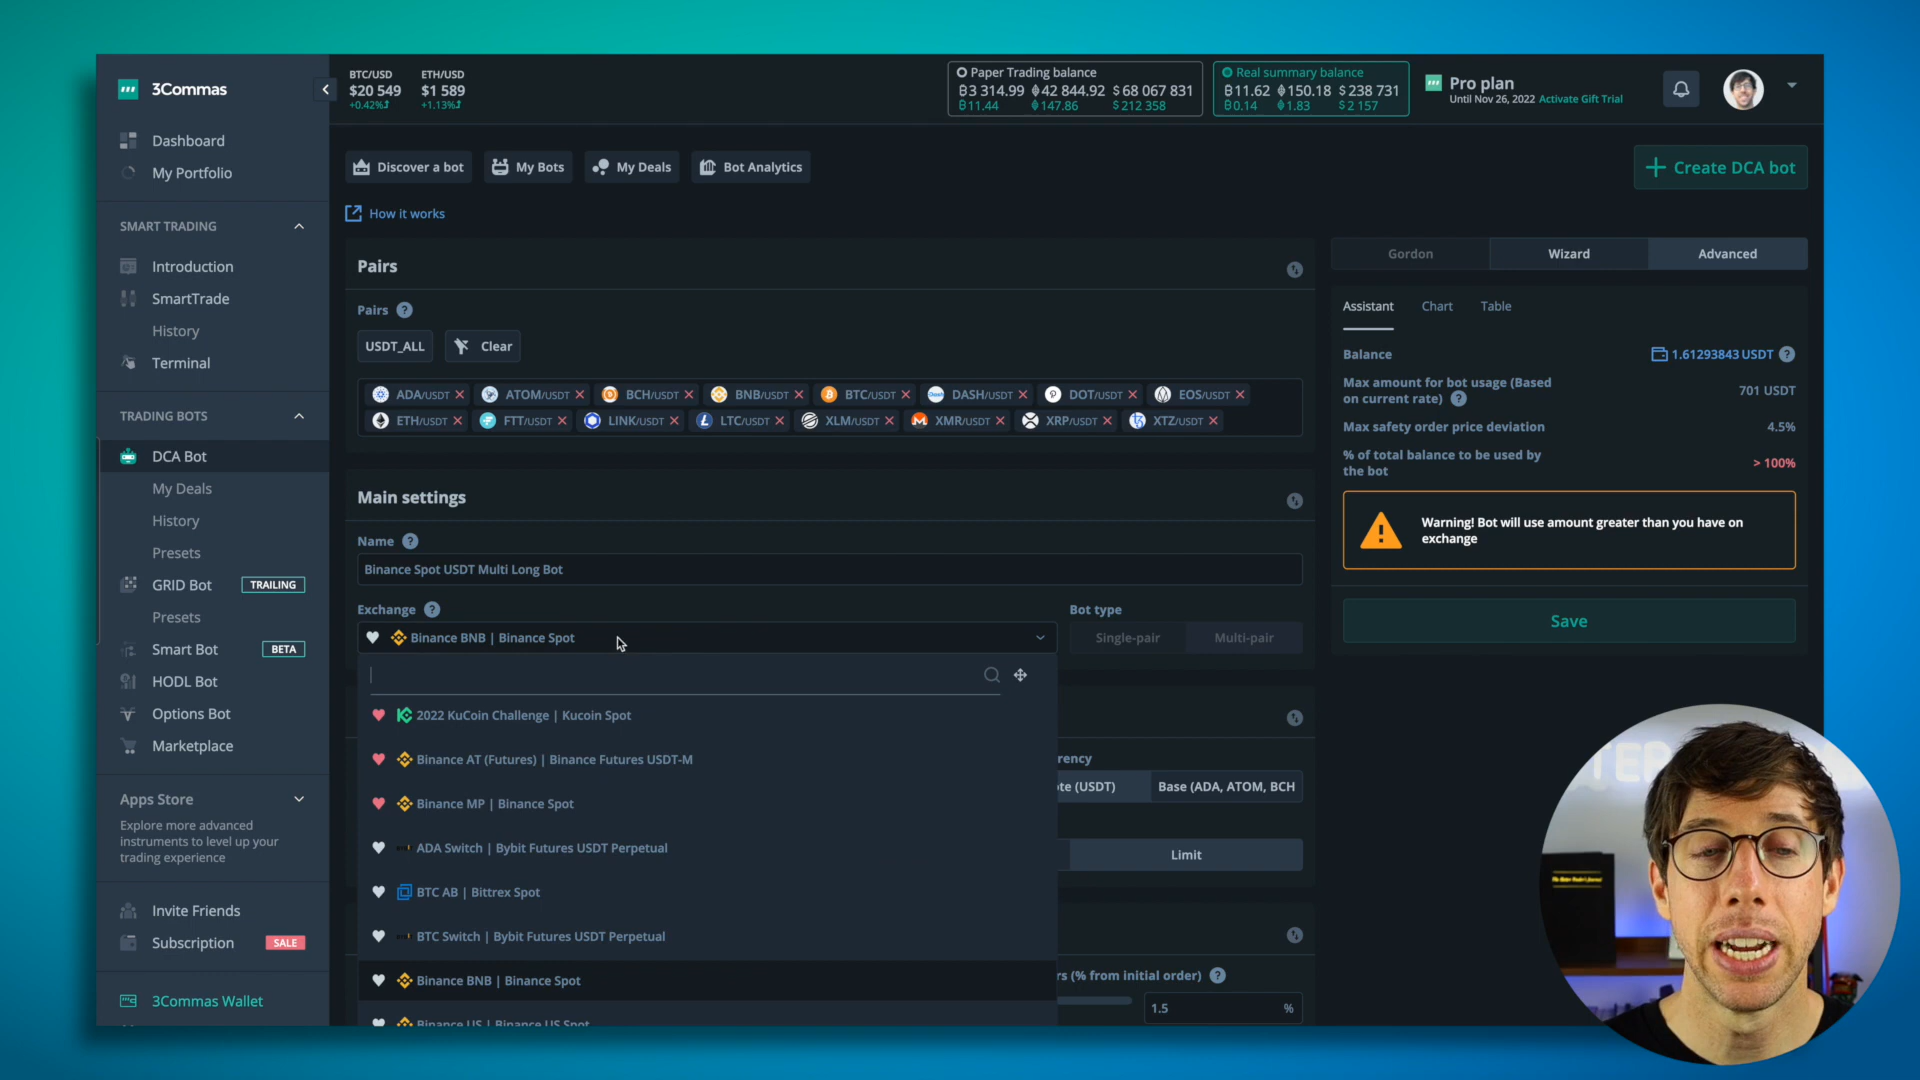 3Commas
BTC/USD
$20 549
+0.42%
ETH/USD
$1 589
+1.13%
Paper Trading balance
3 314.99 42 844.92 $ 68 067 831
11.44 147.86 $ 212 358
Real summary balance
11.62 150.18 $ 238 731
0.14 1.83 $ 2 157
Pro plan
Until Nov 26, 2022 Activate Gift Trial
Dashboard
My Portfolio
SMART TRADING
Introduction
SmartTrade
History
Terminal
TRADING BOTS
DCA Bot
My Deals
History
Presets
GRID Bot TRAILING
Presets
Smart Bot BETA
HODL Bot
Options Bot
Marketplace
Apps Store
Explore more advanced
instruments to level up your
trading experience
Invite Friends
Subscription SALE
3Commas Wallet
Discover a bot
My Bots
My Deals
Bot Analytics
+ Create DCA bot
How it works
Pairs
Pairs ?
USDT_ALL
Clear
ADA/USDT ATOM/USDT BCH/USDT BNB/USDT BTC/USDT DASH/USDT DOT/USDT EOS/USDT
ETH/USDT FTT/USDT LINK/USDT LTC/USDT XLM/USDT XMR/USDT XRP/USDT XTZ/USDT
Main settings
Name ?
Binance Spot USDT Multi Long Bot
Exchange ?
Binance BNB | Binance Spot
Bot type
Single-pair
Multi-pair
2022 KuCoin Challenge | Kucoin Spot
Binance AT (Futures) | Binance Futures USDT-M
Binance MP | Binance Spot
ADA Switch | Bybit Futures USDT Perpetual
BTC AB | Bittrex Spot
BTC Switch | Bybit Futures USDT Perpetual
Binance BNB | Binance Spot
Binance US | Binance US Spot
rency
te (USDT)
Base (ADA, ATOM, BCH
Limit
rs (% from initial order) ?
1.5 %
Gordon
Wizard
Advanced
Assistant
Chart
Table
Balance
1.61293843 USDT ?
Max amount for bot usage (Based
on current rate) ?
701 USDT
Max safety order price deviation
4.5%
% of total balance to be used by
the bot
> 100%
Warning! Bot will use amount greater than you have on
exchange
Save